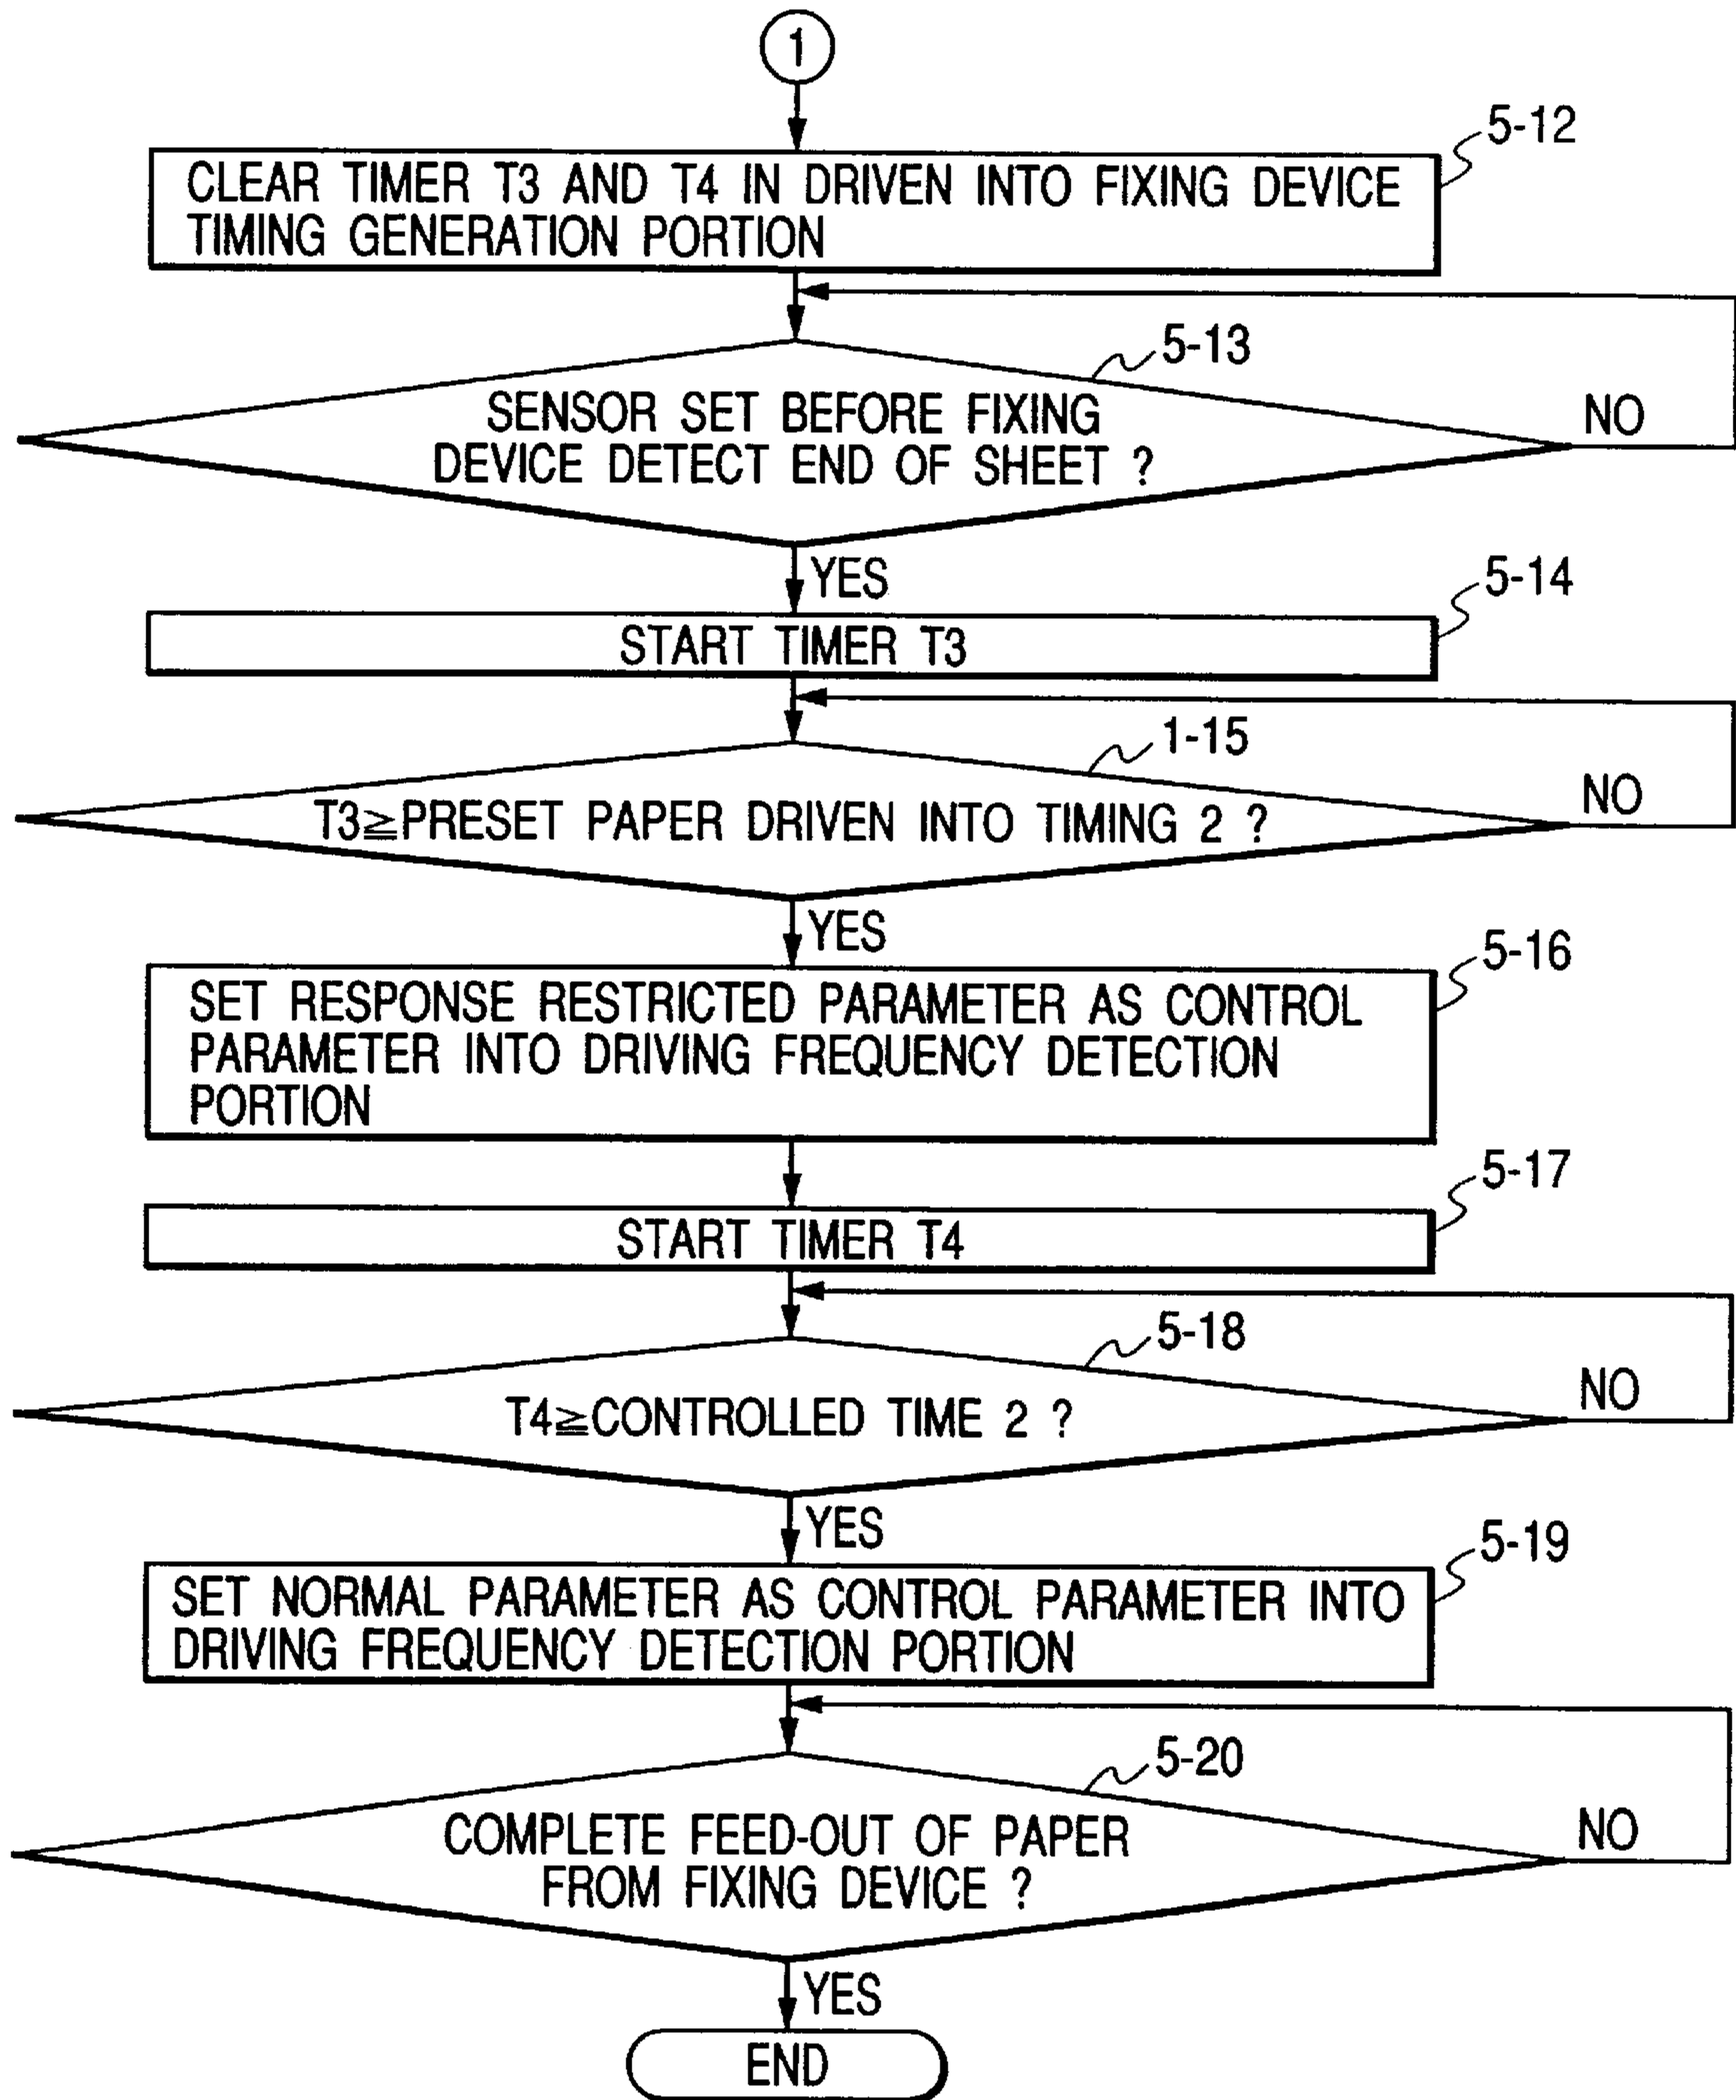 1
5-12
CLEAR TIMER T3 AND T4 IN DRIVEN INTO FIXING DEVICE
TIMING GENERATION PORTION
5-13
SENSOR SET BEFORE FIXING
DEVICE DETECT END OF SHEET ?
NO
YES
5-14
START TIMER T3
1-15
T3≧PRESET PAPER DRIVEN INTO TIMING 2 ?
NO
YES
5-16
SET RESPONSE RESTRICTED PARAMETER AS CONTROL
PARAMETER INTO DRIVING FREQUENCY DETECTION
PORTION
5-17
START TIMER T4
5-18
T4≧CONTROLLED TIME 2 ?
NO
YES
5-19
SET NORMAL PARAMETER AS CONTROL PARAMETER INTO
DRIVING FREQUENCY DETECTION PORTION
5-20
COMPLETE FEED-OUT OF PAPER
FROM FIXING DEVICE ?
NO
YES
END